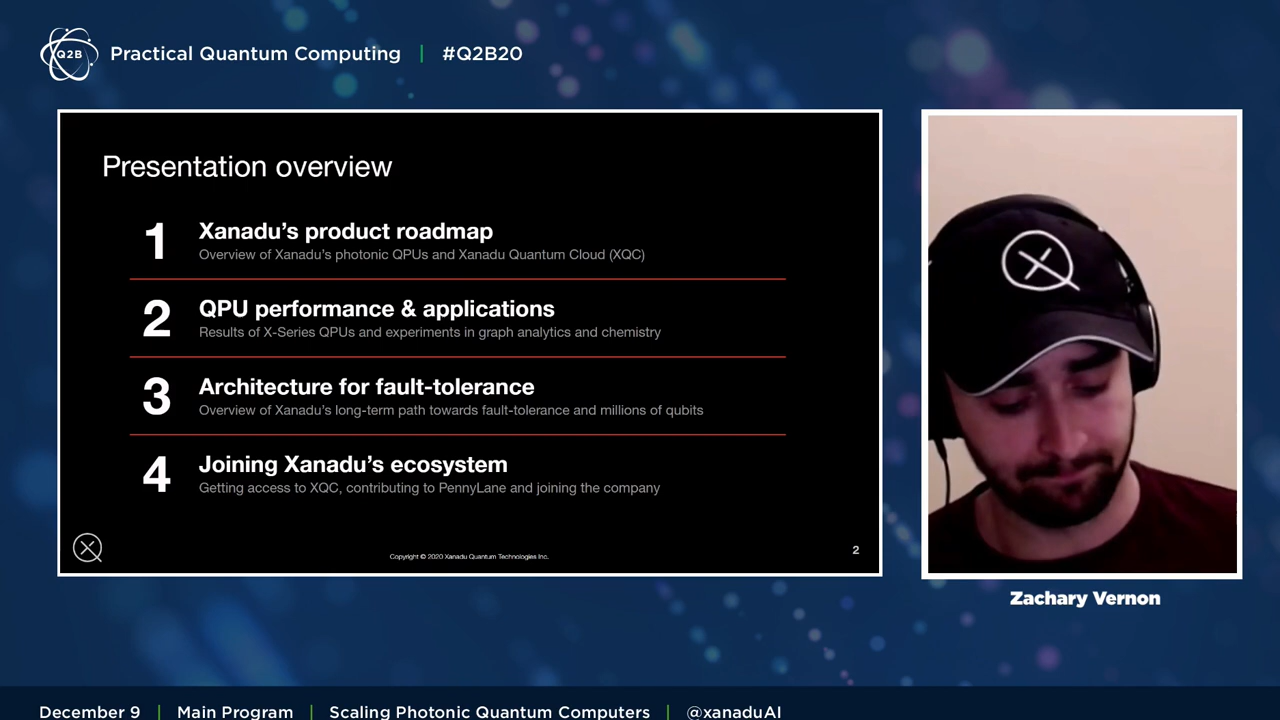 Q2B
Practical Quantum Computing | #Q2B20
Presentation overview
1
Xanadu's product roadmap
Overview of Xanadu's photonic QPUs and Xanadu Quantum Cloud (XQC)
2
QPU performance & applications
Results of X-Series QPUs and experiments in graph analytics and chemistry
3
Architecture for fault-tolerance
Overview of Xanadu's long-term path towards fault-tolerance and millions of qubits
4
Joining Xanadu's ecosystem
Getting access to XQC, contributing to PennyLane and joining the company
Copyright © 2020 Xanadu Quantum Technologies Inc.
2
Zachary Vernon
December 9 | Main Program | Scaling Photonic Quantum Computers | @xanaduAI